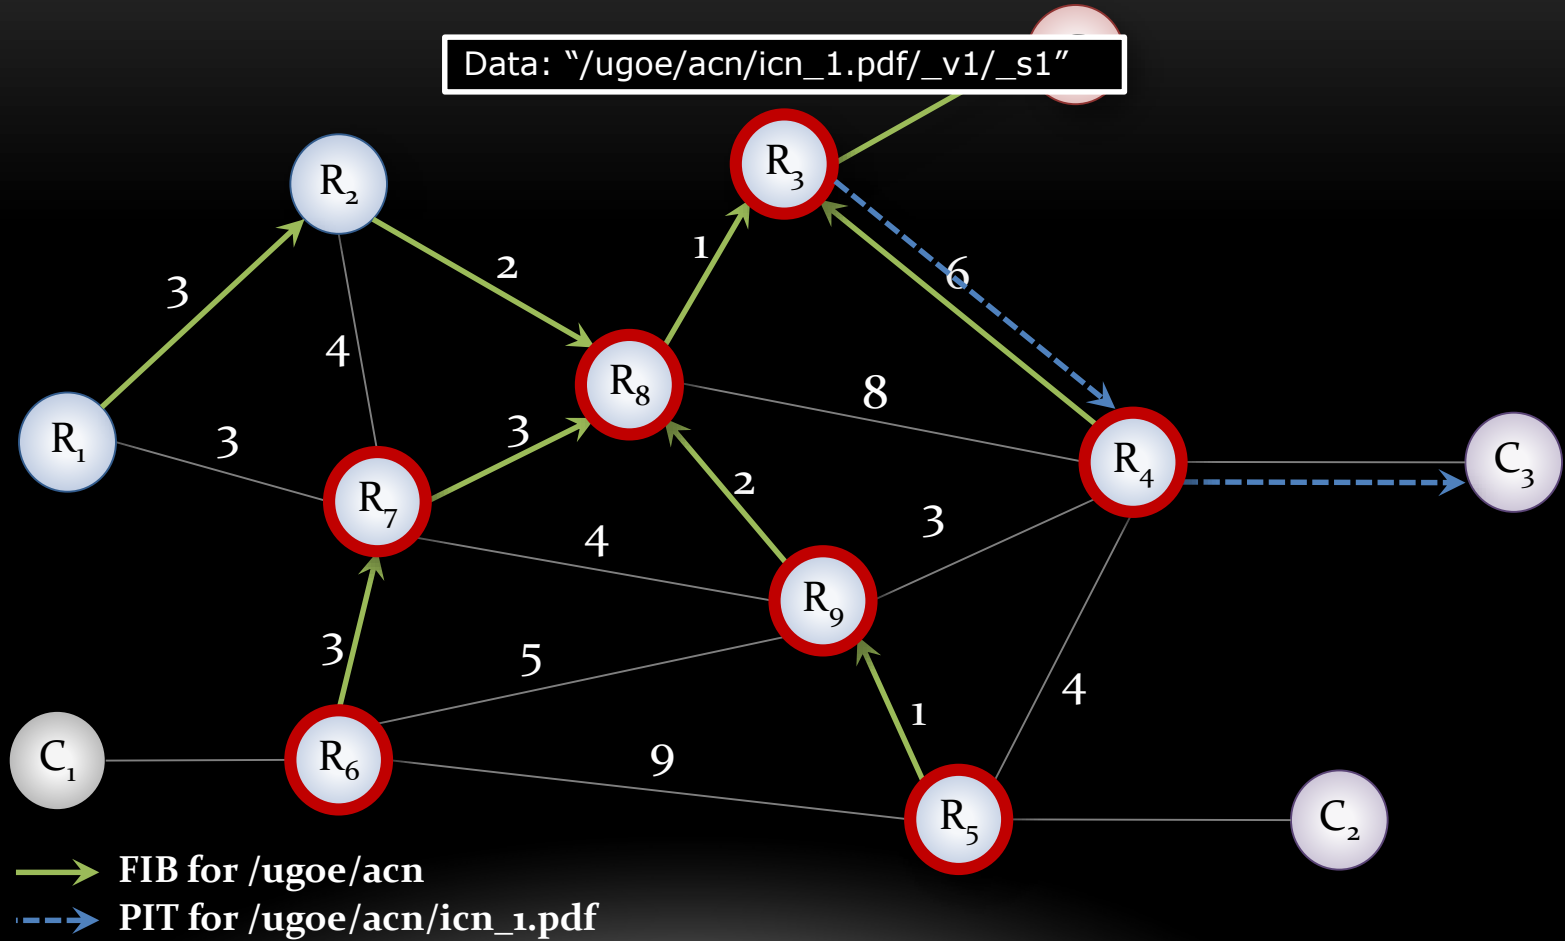 Data: “/ugoe/acn/icn_1.pdf/_v1/_s1”
R₃
R₂
1
2
6
3
4
R₈
8
R₁
3
3
R₄
C₃
R₇
2
3
4
R₉
3
5
4
1
C₁
R₆
9
R₅
C₂
FIB for /ugoe/acn
PIT for /ugoe/acn/icn_1.pdf